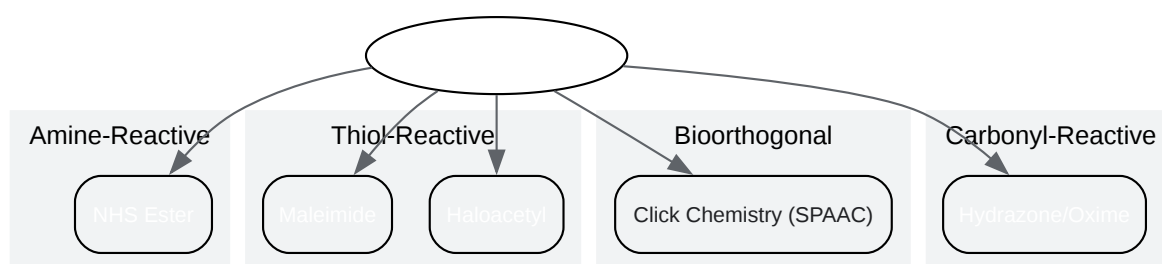 Amine-Reactive
Thiol-Reactive
Bioorthogonal
Carbonyl-Reactive
NHS Ester
Maleimide
Haloacetyl
Click Chemistry (SPAAC)
Hydrazone/Oxime